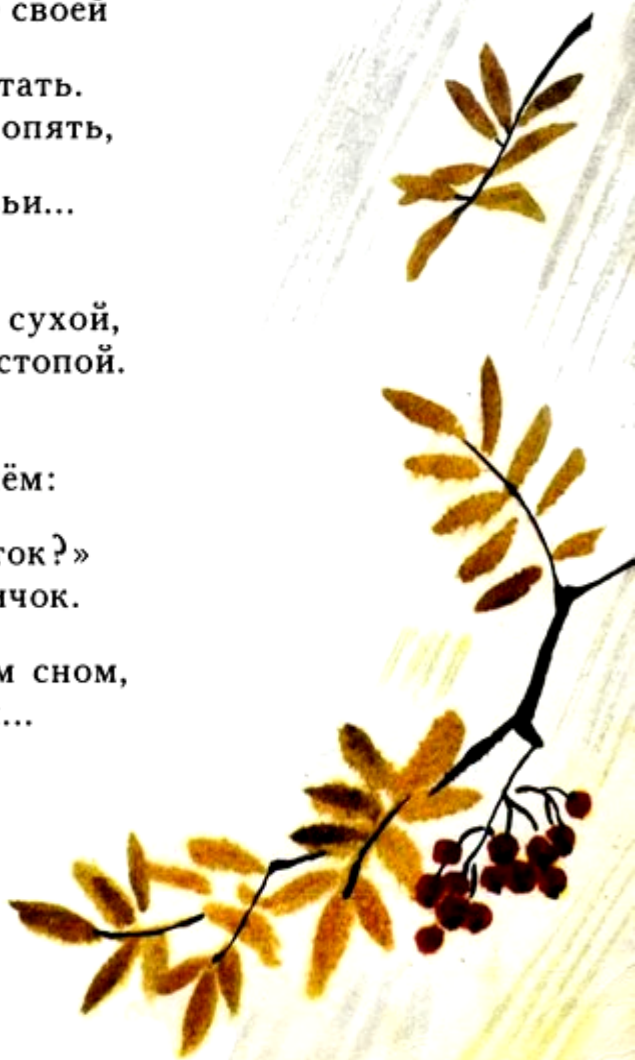 своей
тать.
опять,
ьи...
сухой,
стопой.
ём:
ток?»
ичок.
м сном,
...